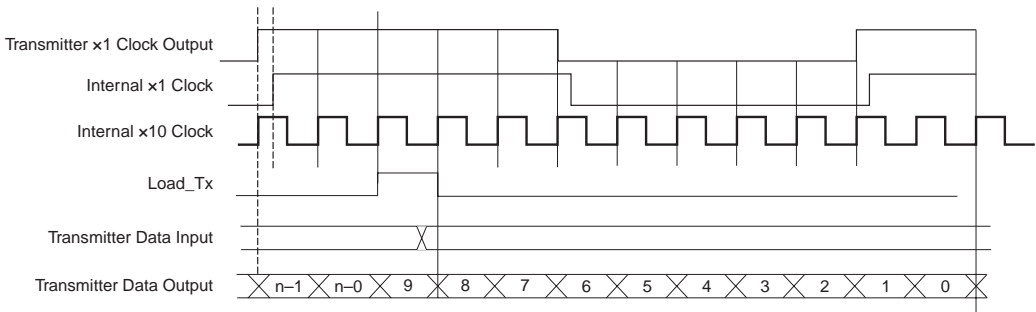 Transmitter ×1 Clock Output
Internal ×1 Clock
Internal ×10 Clock
Load_Tx
Transmitter Data Input
Transmitter Data Output n–1 n–0 9 8 7 6 5 4 3 2 1 0